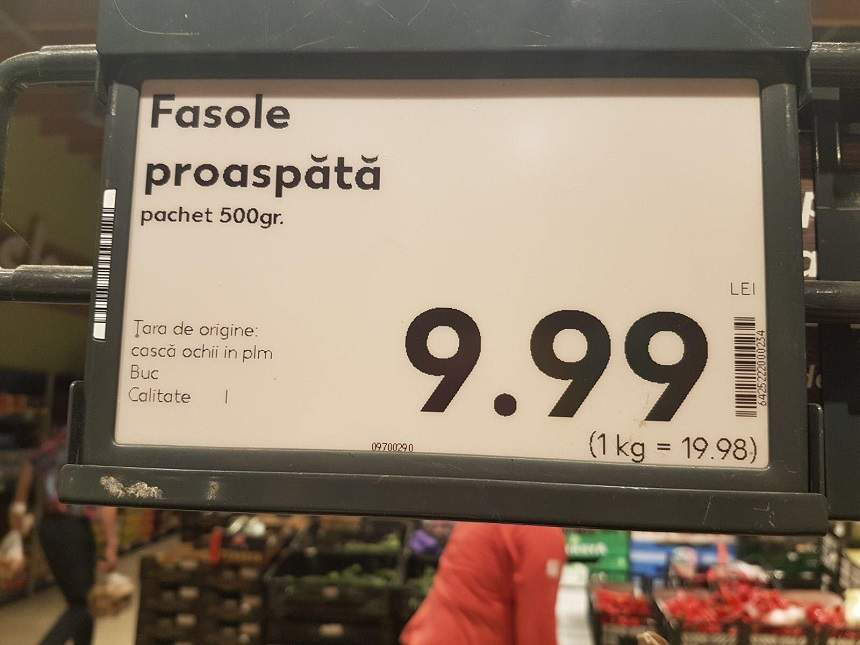 Fasole
proaspătă
pachet 500gr.
LEI
9.99
Țara de origine:
cască ochii in plm
Buc
Calitate I
(1 kg = 19.98)
09700290
6425222000234